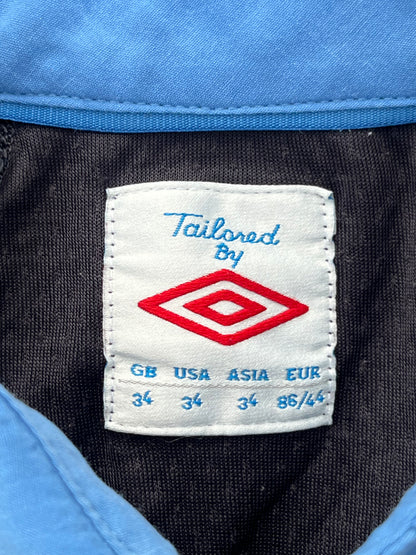 Tailored
By
GB USA ASIA EUR
34 34 34 86/44